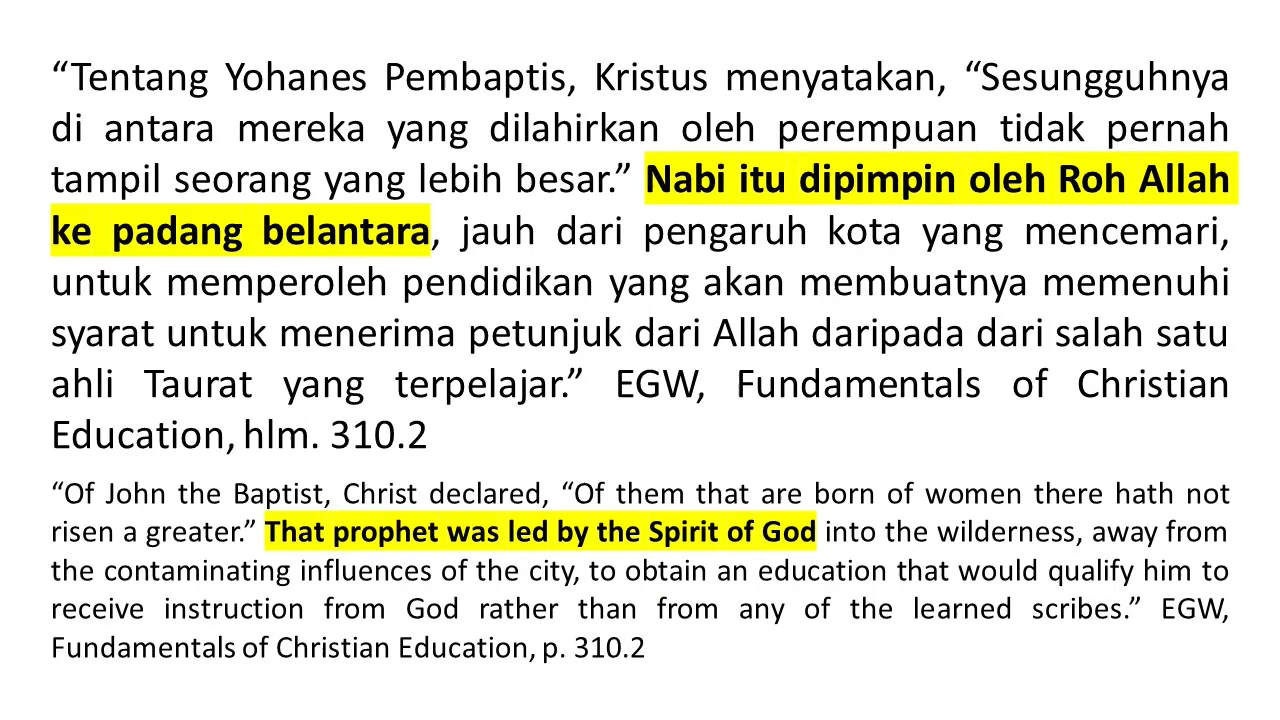 “Tentang Yohanes Pembaptis, Kristus menyatakan, “Sesungguhnya
di antara mereka yang dilahirkan oleh perempuan tidak pernah
tampil seorang yang lebih besar.” Nabi itu dipimpin oleh Roh Allah
ke padang belantara, jauh dari pengaruh kota yang mencemari,
untuk memperoleh pendidikan yang akan membuatnya memenuhi
syarat untuk menerima petunjuk dari Allah daripada dari salah satu
ahli Taurat yang terpelajar.” EGW, Fundamentals of Christian
Education, hlm. 310.2
“Of John the Baptist, Christ declared, “Of them that are born of women there hath not
risen a greater.” That prophet was led by the Spirit of God into the wilderness, away from
the contaminating influences of the city, to obtain an education that would qualify him to
receive instruction from God rather than from any of the learned scribes.” EGW,
Fundamentals of Christian Education, p. 310.2